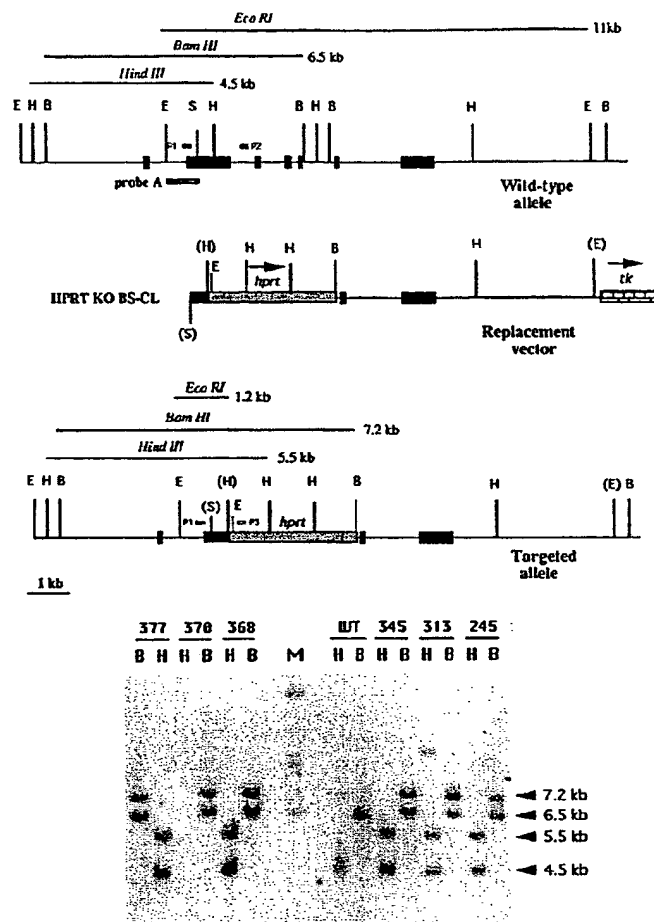 Eco RI 11kb
Bam HI 6.5 kb
Hind III 4.5 kb
E H B E S H B H B H E B
P1 P2
probe A
Wild-type
allele
(H) E H H B H (E)
hprt tk
HPRT KO BS-CL
(S)
Replacement
vector
Eco RI 1.2 kb
Bam HI 7.2 kb
Hind III 5.5 kb
E H B E (S) (H) E H H B H (E) B
P1 P3 hprt
Targeted
allele
1 kb
377 370 368 WT 345 313 245
B H H B H B M H B H B H B H B
7.2 kb
6.5 kb
5.5 kb
4.5 kb